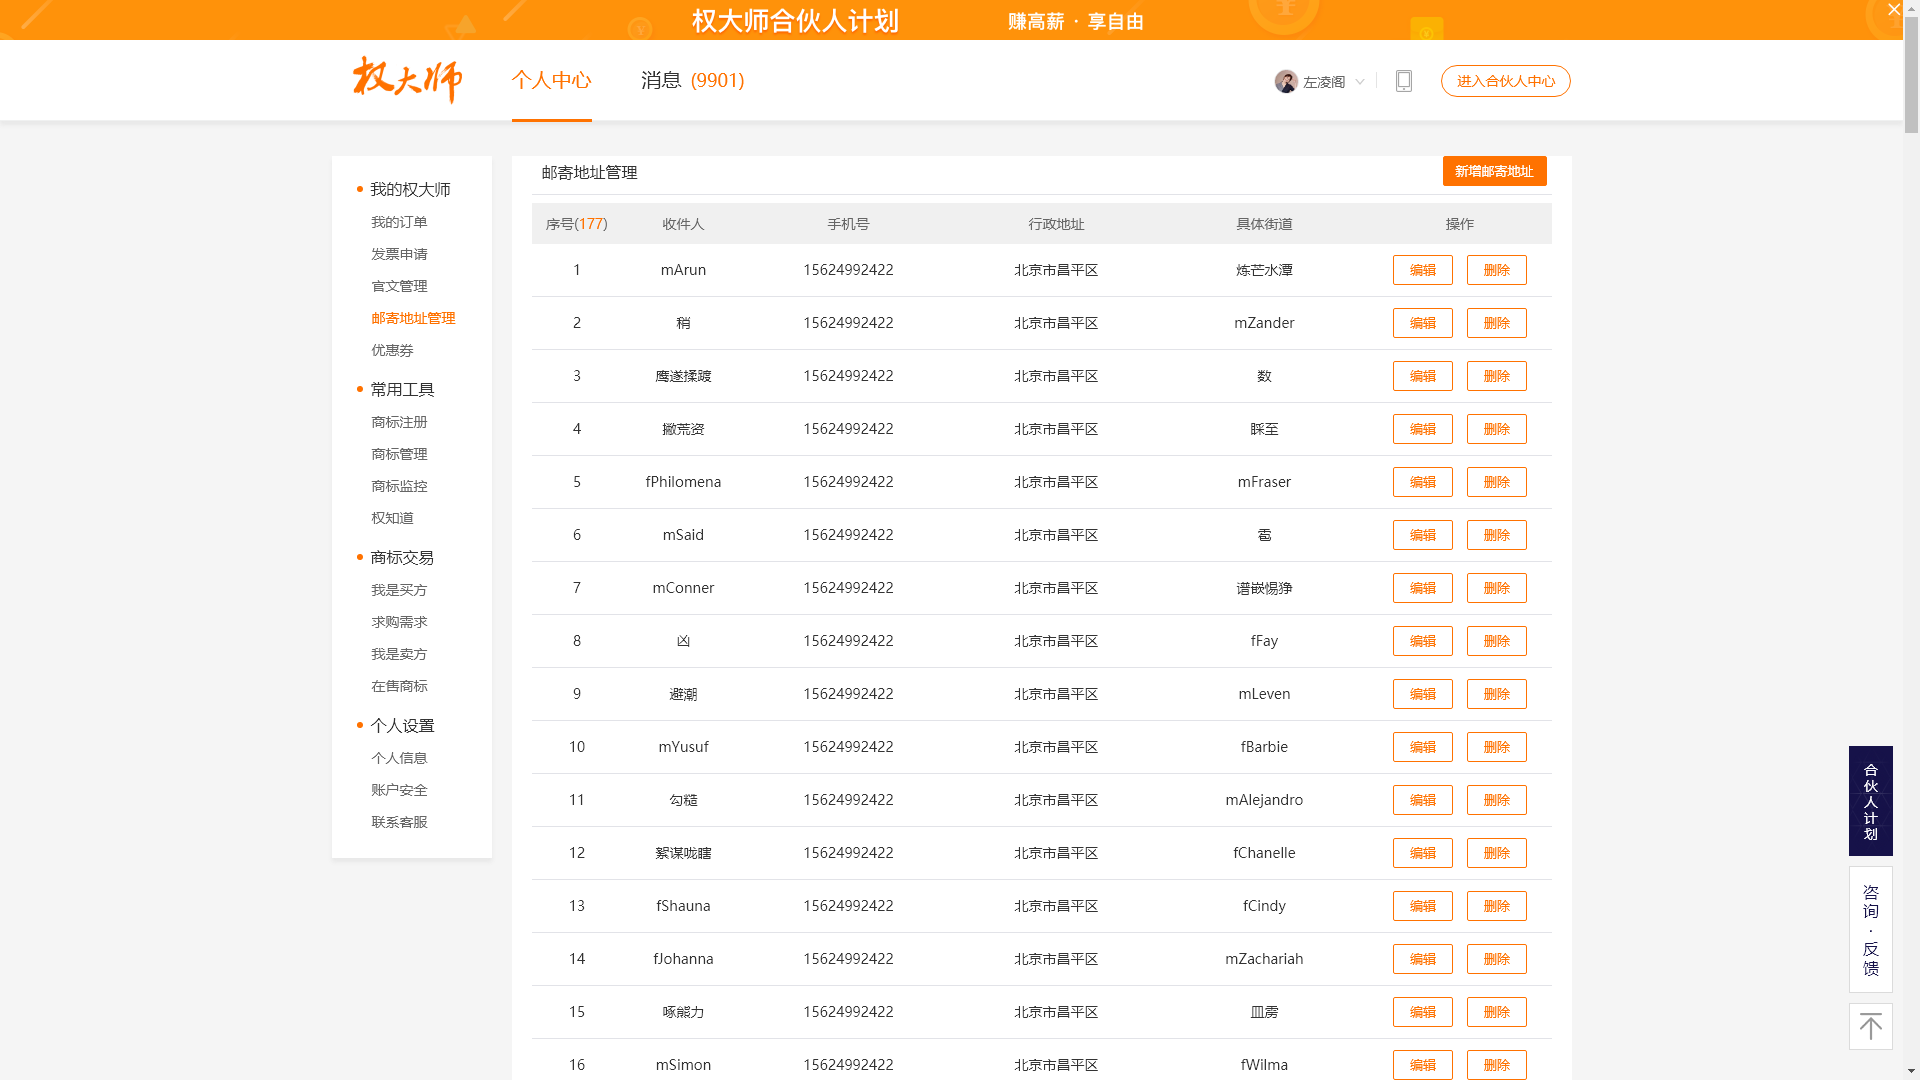 权大师合伙人计划 赚高薪 · 享自由
权大师 个人中心 消息 (9901) 左凌阁 进入合伙人中心
我的权大师
我的订单
发票申请
官文管理
邮寄地址管理
优惠券
常用工具
商标注册
商标管理
商标监控
权知道
商标交易
我是买方
求购需求
我是卖方
在售商标
个人设置
个人信息
账户安全
联系客服
邮寄地址管理 新增邮寄地址
序号(177) 收件人 手机号 行政地址 具体街道 操作
1 mArun 15624992422 北京市昌平区 炼芒水潭 编辑 删除
2 稍 15624992422 北京市昌平区 mZander 编辑 删除
3 鹰遂揉踱 15624992422 北京市昌平区 数 编辑 删除
4 撇荒资 15624992422 北京市昌平区 睬至 编辑 删除
5 fPhilomena 15624992422 北京市昌平区 mFraser 编辑 删除
6 mSaid 15624992422 北京市昌平区 雹 编辑 删除
7 mConner 15624992422 北京市昌平区 谱嵌惕狰 编辑 删除
8 凶 15624992422 北京市昌平区 fFay 编辑 删除
9 避潮 15624992422 北京市昌平区 mLeven 编辑 删除
10 mYusuf 15624992422 北京市昌平区 fBarbie 编辑 删除
11 勾糙 15624992422 北京市昌平区 mAlejandro 编辑 删除
12 絮谋咙瞎 15624992422 北京市昌平区 fChanelle 编辑 删除
13 fShauna 15624992422 北京市昌平区 fCindy 编辑 删除
14 fJohanna 15624992422 北京市昌平区 mZachariah 编辑 删除
15 啄能力 15624992422 北京市昌平区 皿雳 编辑 删除
16 mSimon 15624992422 北京市昌平区 fWilma 编辑 删除
合伙人计划
咨询·反馈